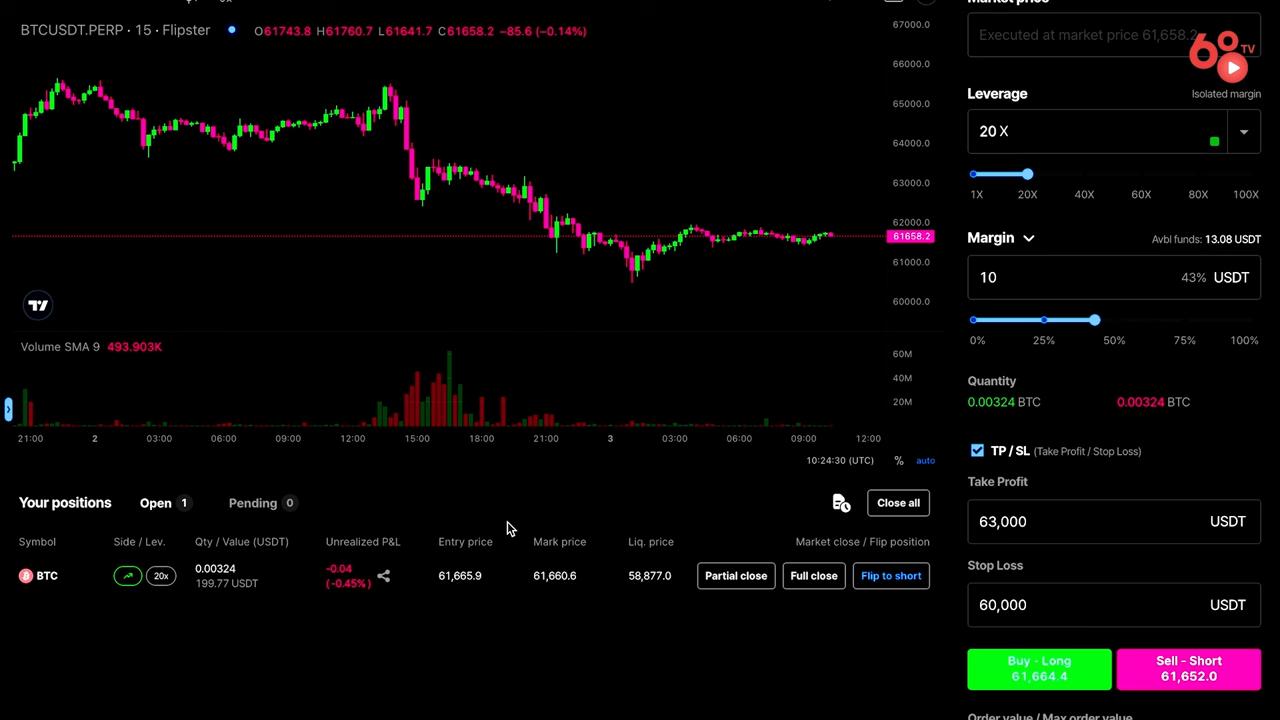 BTCUSDT.PERP · 15 · Flipster O61743.8 H61760.7 L61641.7 C61658.2 −85.6 (−0.14%)
67000.0
66000.0
65000.0
64000.0
63000.0
62000.0
61658.2
61000.0
60000.0
Volume SMA 9 493.903K
60M
40M
20M
21:00 2 03:00 06:00 09:00 12:00 15:00 18:00 21:00 3 03:00 06:00 09:00 12:00
10:24:30 (UTC) % auto
Your positions Open 1 Pending 0 Close all
Symbol Side / Lev. Qty / Value (USDT) Unrealized P&L Entry price Mark price Liq. price Market close / Flip position
BTC 20x 0.00324 -0.04 61,665.9 61,660.6 58,877.0 Partial close Full close Flip to short
199.77 USDT (-0.45%)
Market price
Executed at market price 61,658.2
68 TV
Leverage Isolated margin
20 X
1X 20X 40X 60X 80X 100X
Margin Avbl funds: 13.08 USDT
10 43% USDT
0% 25% 50% 75% 100%
Quantity
0.00324 BTC 0.00324 BTC
TP / SL (Take Profit / Stop Loss)
Take Profit
63,000 USDT
Stop Loss
60,000 USDT
Buy - Long Sell - Short
61,664.4 61,652.0
Order value / Max order value